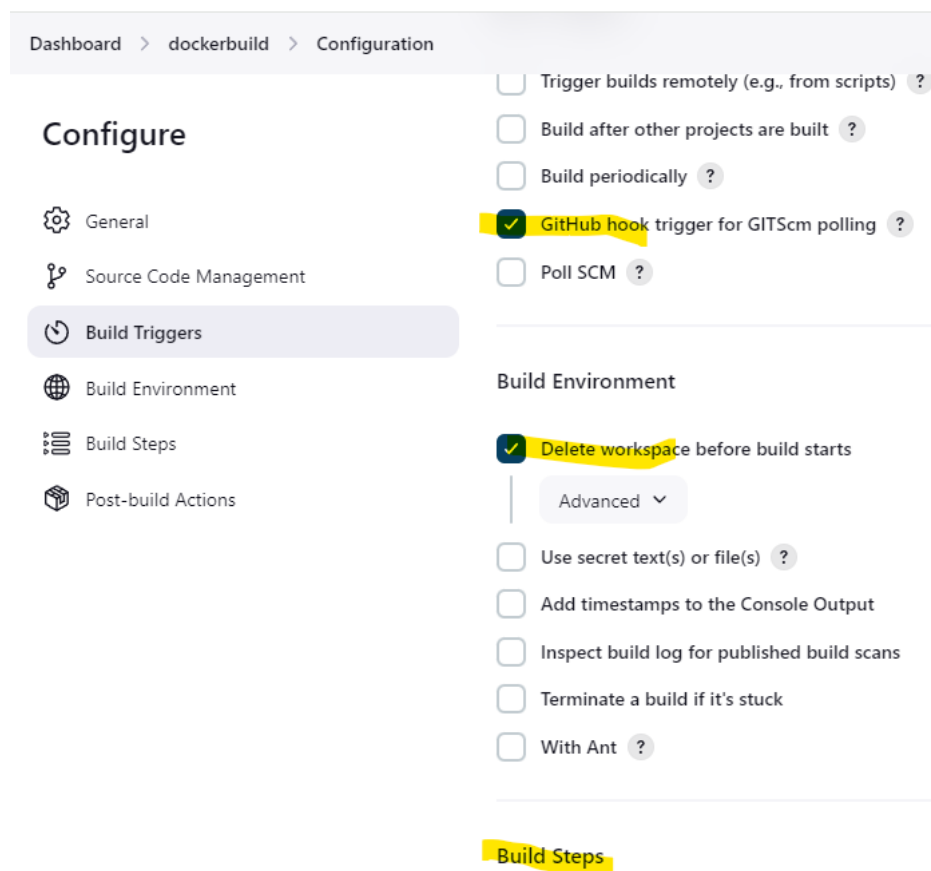 Dashboard > dockerbuild > Configuration
Configure
General
Source Code Management
Build Triggers
Build Environment
Build Steps
Post-build Actions
Trigger builds remotely (e.g., from scripts) ?
Build after other projects are built ?
Build periodically ?
GitHub hook trigger for GITScm polling ?
Poll SCM ?
Build Environment
Delete workspace before build starts
Advanced
Use secret text(s) or file(s) ?
Add timestamps to the Console Output
Inspect build log for published build scans
Terminate a build if it's stuck
With Ant ?
Build Steps